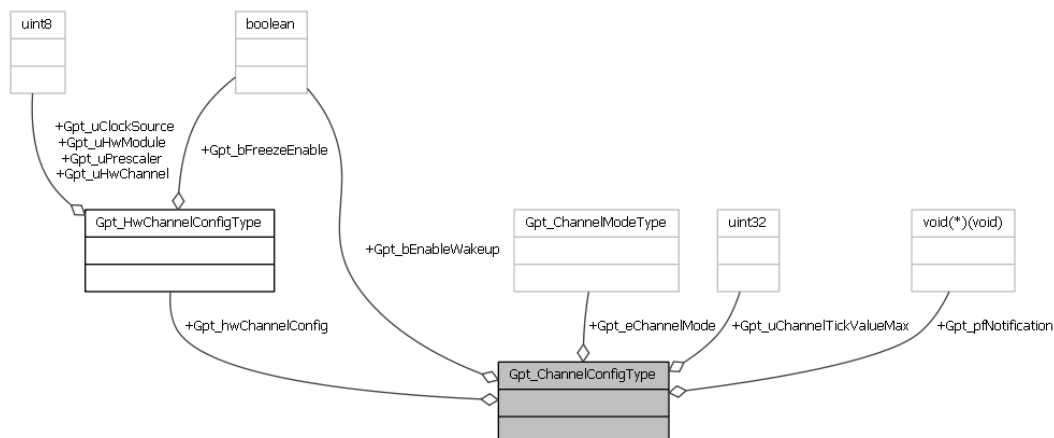 uint8
boolean
+Gpt_uClockSource
+Gpt_uHwModule
+Gpt_uPrescaler
+Gpt_uHwChannel
+Gpt_bFreezeEnable
Gpt_HwChannelConfigType
Gpt_ChannelModeType
uint32
void(*)(void)
+Gpt_bEnableWakeup
+Gpt_hwChannelConfig
+Gpt_eChannelMode
+Gpt_uChannelTickValueMax
+Gpt_pfNotification
Gpt_ChannelConfigType